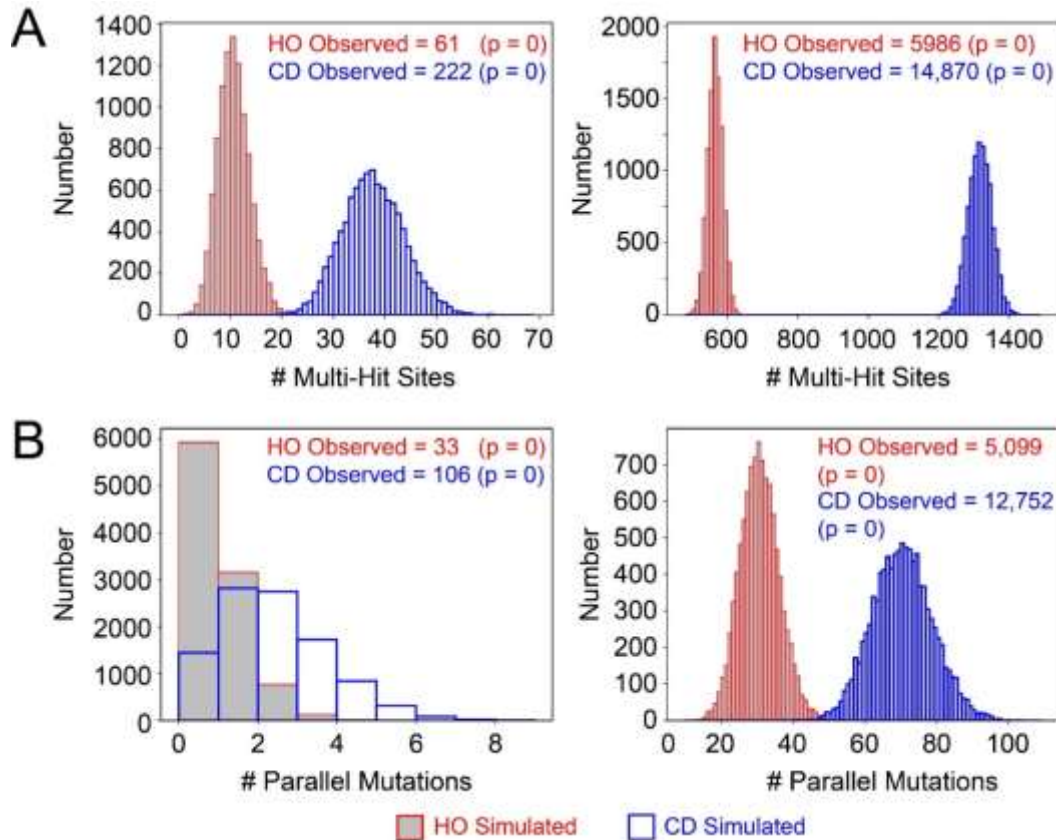 A
1400
1200
1000
800
600
400
200
0
Number
HO Observed = 61 (p = 0)
CD Observed = 222 (p = 0)
0 10 20 30 40 50 60 70
# Multi-Hit Sites
2000
1500
1000
500
0
Number
HO Observed = 5986 (p = 0)
CD Observed = 14,870 (p = 0)
600 800 1000 1200 1400
# Multi-Hit Sites
B
6000
5000
4000
3000
2000
1000
0
Number
HO Observed = 33 (p = 0)
CD Observed = 106 (p = 0)
0 2 4 6 8
# Parallel Mutations
700
600
500
400
300
200
100
0
Number
HO Observed = 5,099
(p = 0)
CD Observed = 12,752
(p = 0)
0 20 40 60 80 100
# Parallel Mutations
HO Simulated
CD Simulated